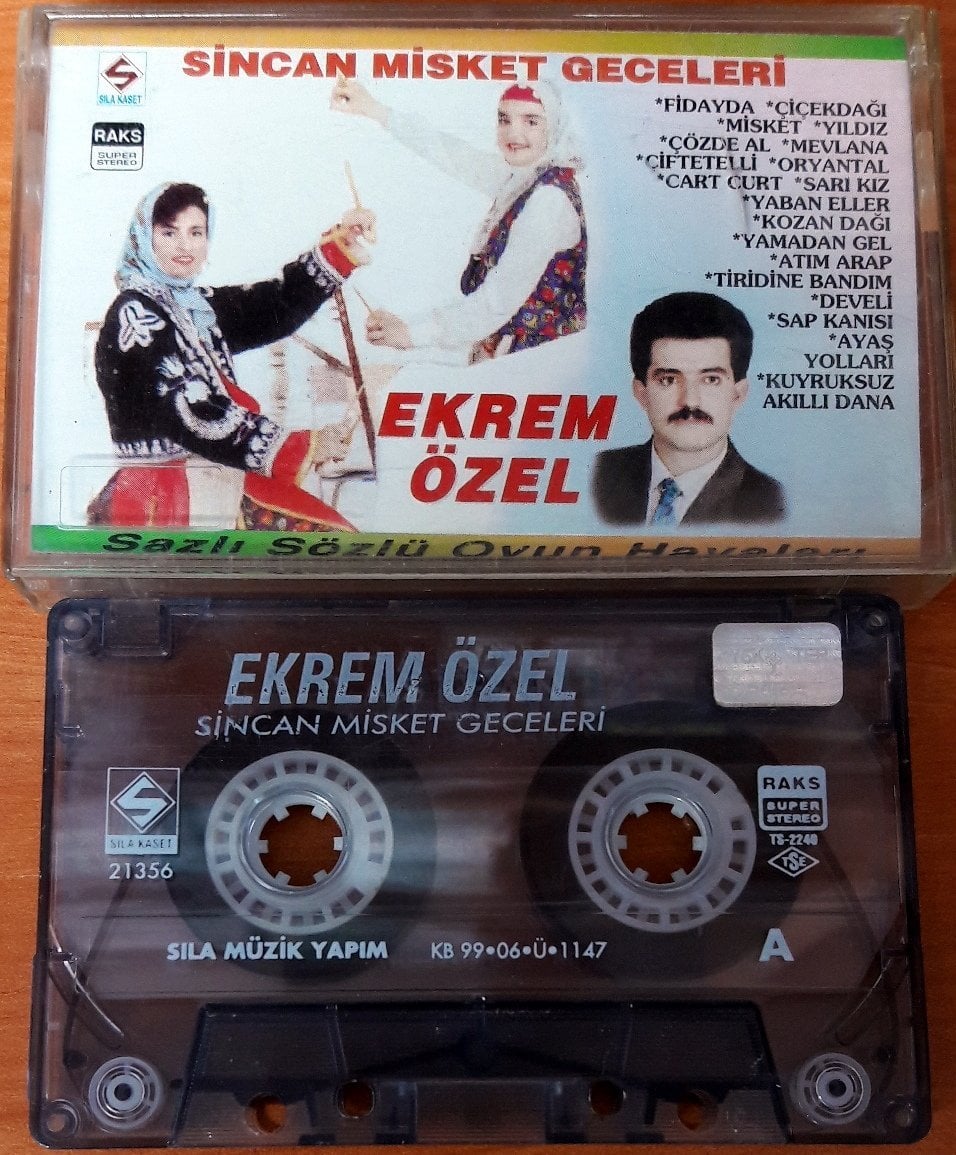 SİNCAN MİSKET GECELERİ
S
SILA KASET
RAKS
SUPER
STEREO
*FİDAYDA *ÇİÇEKDAĞI
*MİSKET *YILDIZ
*ÇÖZDE AL *MEVLANA
*ÇİFTETELLİ *ORYANTAL
*CART CURT *SARI KIZ
*YABAN ELLER
*KOZAN DAĞI
*YAMADAN GEL
*ATIM ARAP
*TİRİDİNE BANDIM
*DEVELİ
*SAP KANISI
*AYAŞ
YOLLARI
*KUYRUKSUZ
AKILLI DANA
EKREM
ÖZEL
Sazlı Sözlü Oyun Havaları
EKREM ÖZEL
SİNCAN MİSKET GECELERİ
S
SILA KASET
21356
RAKS
SUPER
STEREO
TS-2240
TSE
SILA MÜZİK YAPIM KB 99•06•Ü•1147 A